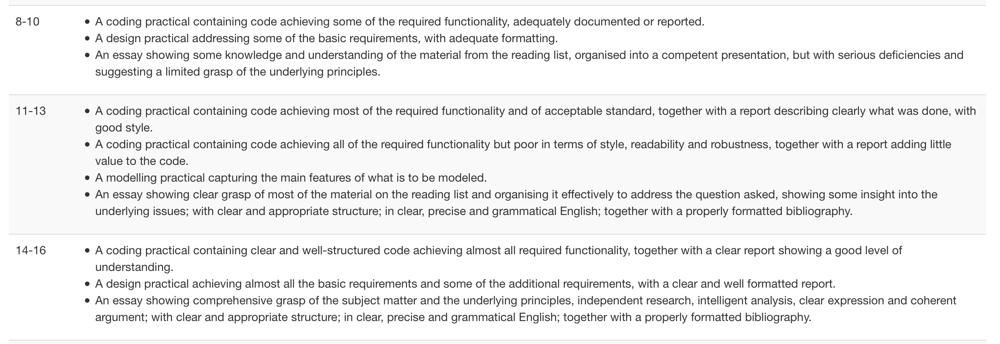 8-10
• A coding practical containing code achieving some of the required functionality, adequately documented or reported.
• A design practical addressing some of the basic requirements, with adequate formatting.
• An essay showing some knowledge and understanding of the material from the reading list, organised into a competent presentation, but with serious deficiencies and
suggesting a limited grasp of the underlying principles.
11-13
• A coding practical containing code achieving most of the required functionality and of acceptable standard, together with a report describing clearly what was done, with
good style.
• A coding practical containing code achieving all of the required functionality but poor in terms of style, readability and robustness, together with a report adding little
value to the code.
• A modelling practical capturing the main features of what is to be modeled.
• An essay showing clear grasp of most of the material on the reading list and organising it effectively to address the question asked, showing some insight into the
underlying issues; with clear and appropriate structure; in clear, precise and grammatical English; together with a properly formatted bibliography.
14-16
• A coding practical containing clear and well-structured code achieving almost all required functionality, together with a clear report showing a good level of
understanding.
• A design practical achieving almost all the basic requirements and some of the additional requirements, with a clear and well formatted report.
• An essay showing comprehensive grasp of the subject matter and the underlying principles, independent research, intelligent analysis, clear expression and coherent
argument; with clear and appropriate structure; in clear, precise and grammatical English; together with a properly formatted bibliography.